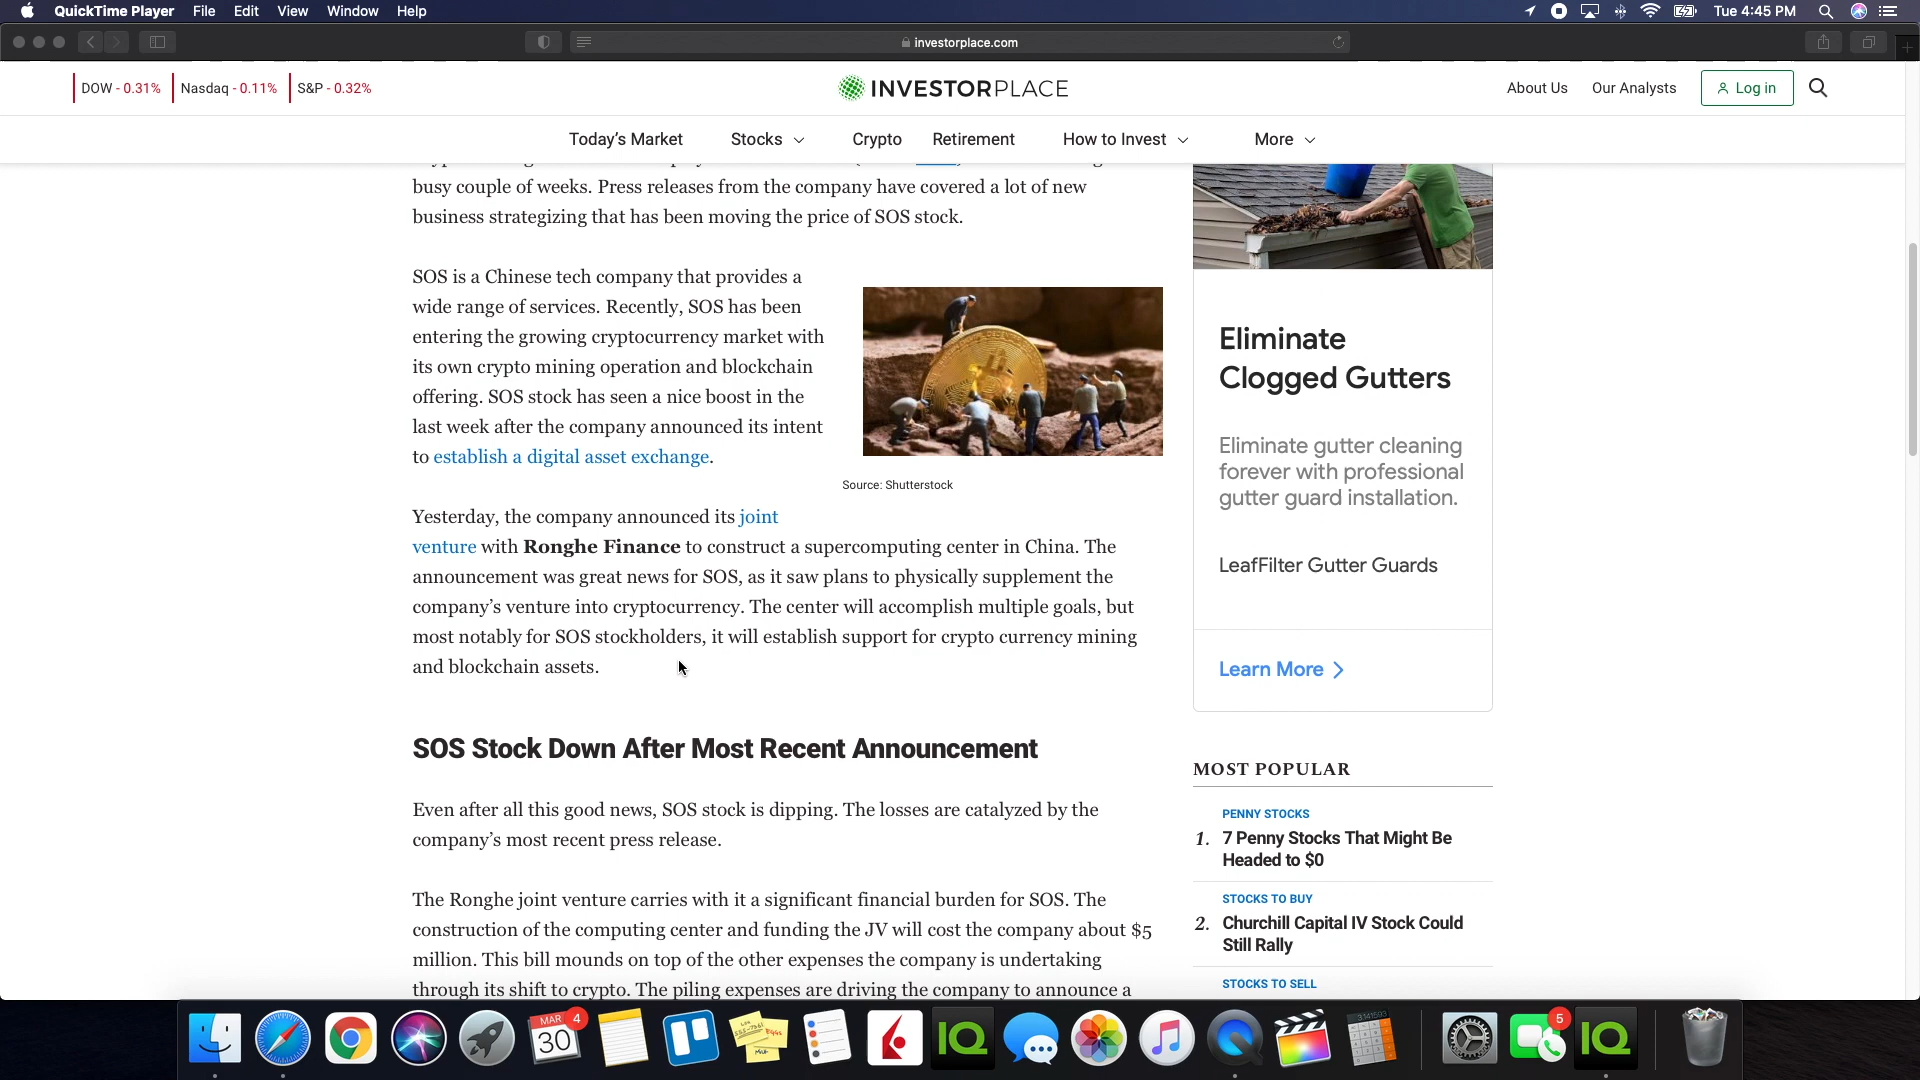 QuickTime Player File Edit View Window Help
Tue 4:45 PM
investorplace.com
DOW - 0.31% Nasdaq - 0.11% S&P - 0.32%
INVESTORPLACE
About Us Our Analysts Log in
Today's Market Stocks Crypto Retirement How to Invest More
busy couple of weeks. Press releases from the company have covered a lot of new
business strategizing that has been moving the price of SOS stock.
SOS is a Chinese tech company that provides a
wide range of services. Recently, SOS has been
entering the growing cryptocurrency market with
its own crypto mining operation and blockchain
offering. SOS stock has seen a nice boost in the
last week after the company announced its intent
to establish a digital asset exchange.
Source: Shutterstock
Yesterday, the company announced its joint
venture with Ronghe Finance to construct a supercomputing center in China. The
announcement was great news for SOS, as it saw plans to physically supplement the
company's venture into cryptocurrency. The center will accomplish multiple goals, but
most notably for SOS stockholders, it will establish support for crypto currency mining
and blockchain assets.
SOS Stock Down After Most Recent Announcement
Even after all this good news, SOS stock is dipping. The losses are catalyzed by the
company's most recent press release.
The Ronghe joint venture carries with it a significant financial burden for SOS. The
construction of the computing center and funding the JV will cost the company about $5
million. This bill mounds on top of the other expenses the company is undertaking
through its shift to crypto. The piling expenses are driving the company to announce a
Eliminate
Clogged Gutters
Eliminate gutter cleaning
forever with professional
gutter guard installation.
LeafFilter Gutter Guards
Learn More
MOST POPULAR
PENNY STOCKS
1. 7 Penny Stocks That Might Be
Headed to $0
STOCKS TO BUY
2. Churchill Capital IV Stock Could
Still Rally
STOCKS TO SELL
MAR 4
30
IQ
5
IQ